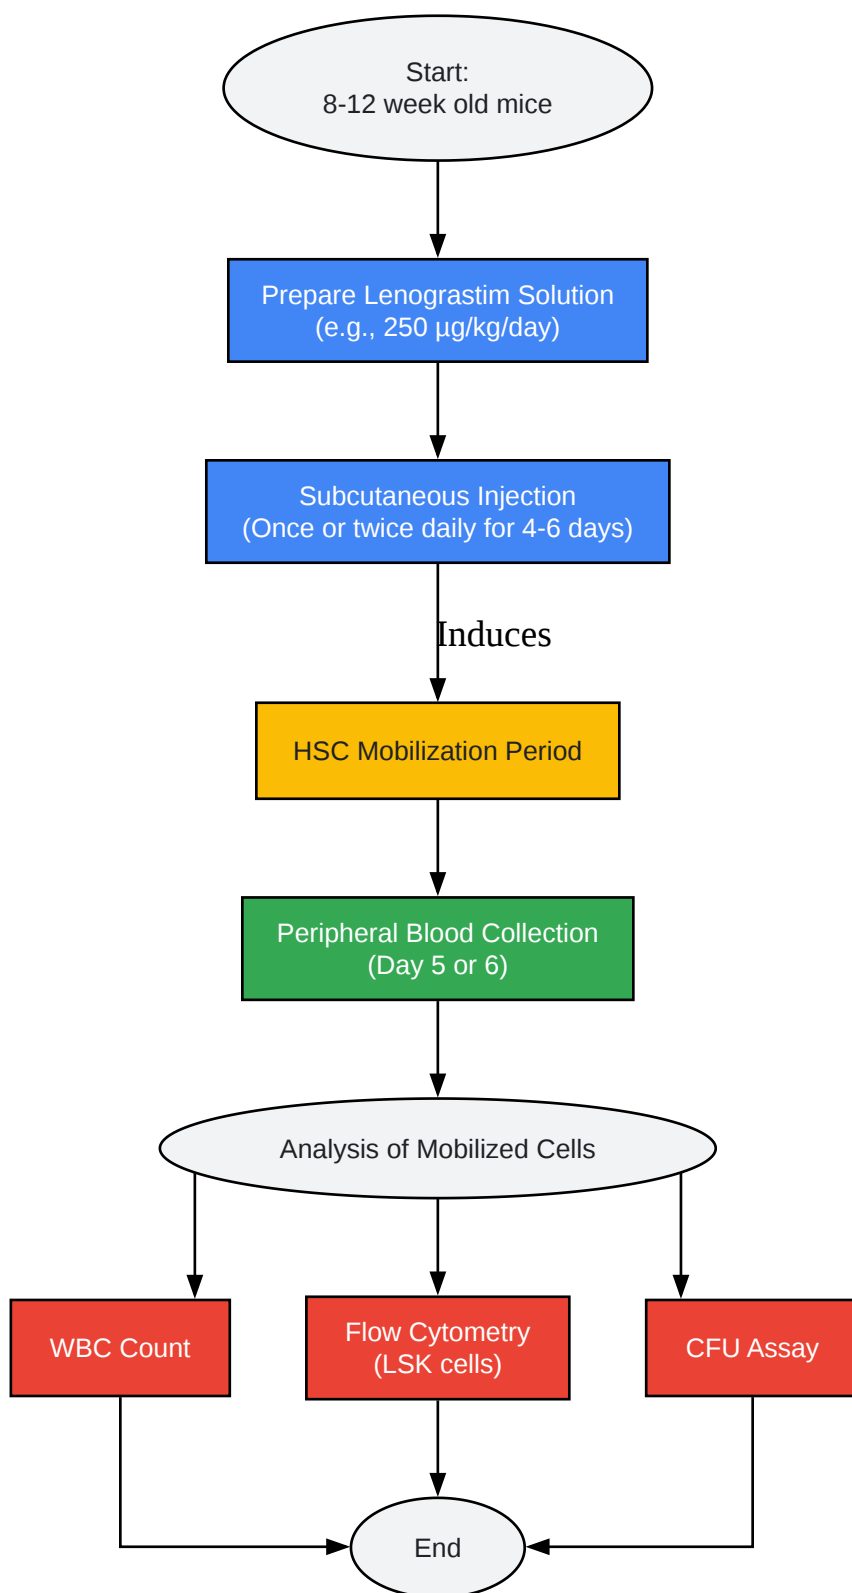 Start:
8-12 week old mice
Prepare Lenograstim Solution
(e.g., 250 µg/kg/day)
Subcutaneous Injection
(Once or twice daily for 4-6 days)
Induces
HSC Mobilization Period
Peripheral Blood Collection
(Day 5 or 6)
Analysis of Mobilized Cells
WBC Count
Flow Cytometry
(LSK cells)
CFU Assay
End